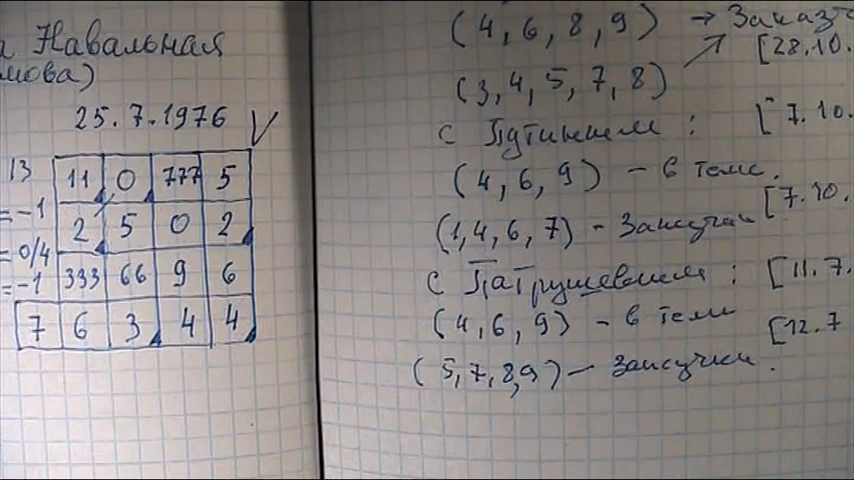 а Навальная
мова)
25.7.1976
13
11 0 777 5
=-1
2 5 0 2
=0/4
=-1
333 66 9 6
7 6 3 4 4
(4, 6, 8, 9) →
[28.10.
(3, 4, 5, 7, 8)
с Путиным : [7.10.
(4, 6, 9) - в теме.
[7.10.
(1, 4, 6, 7) -
с Патрушевым : [11.7.
(4, 6, 9) - в теме
[12.7
(5, 7, 8, 9) -